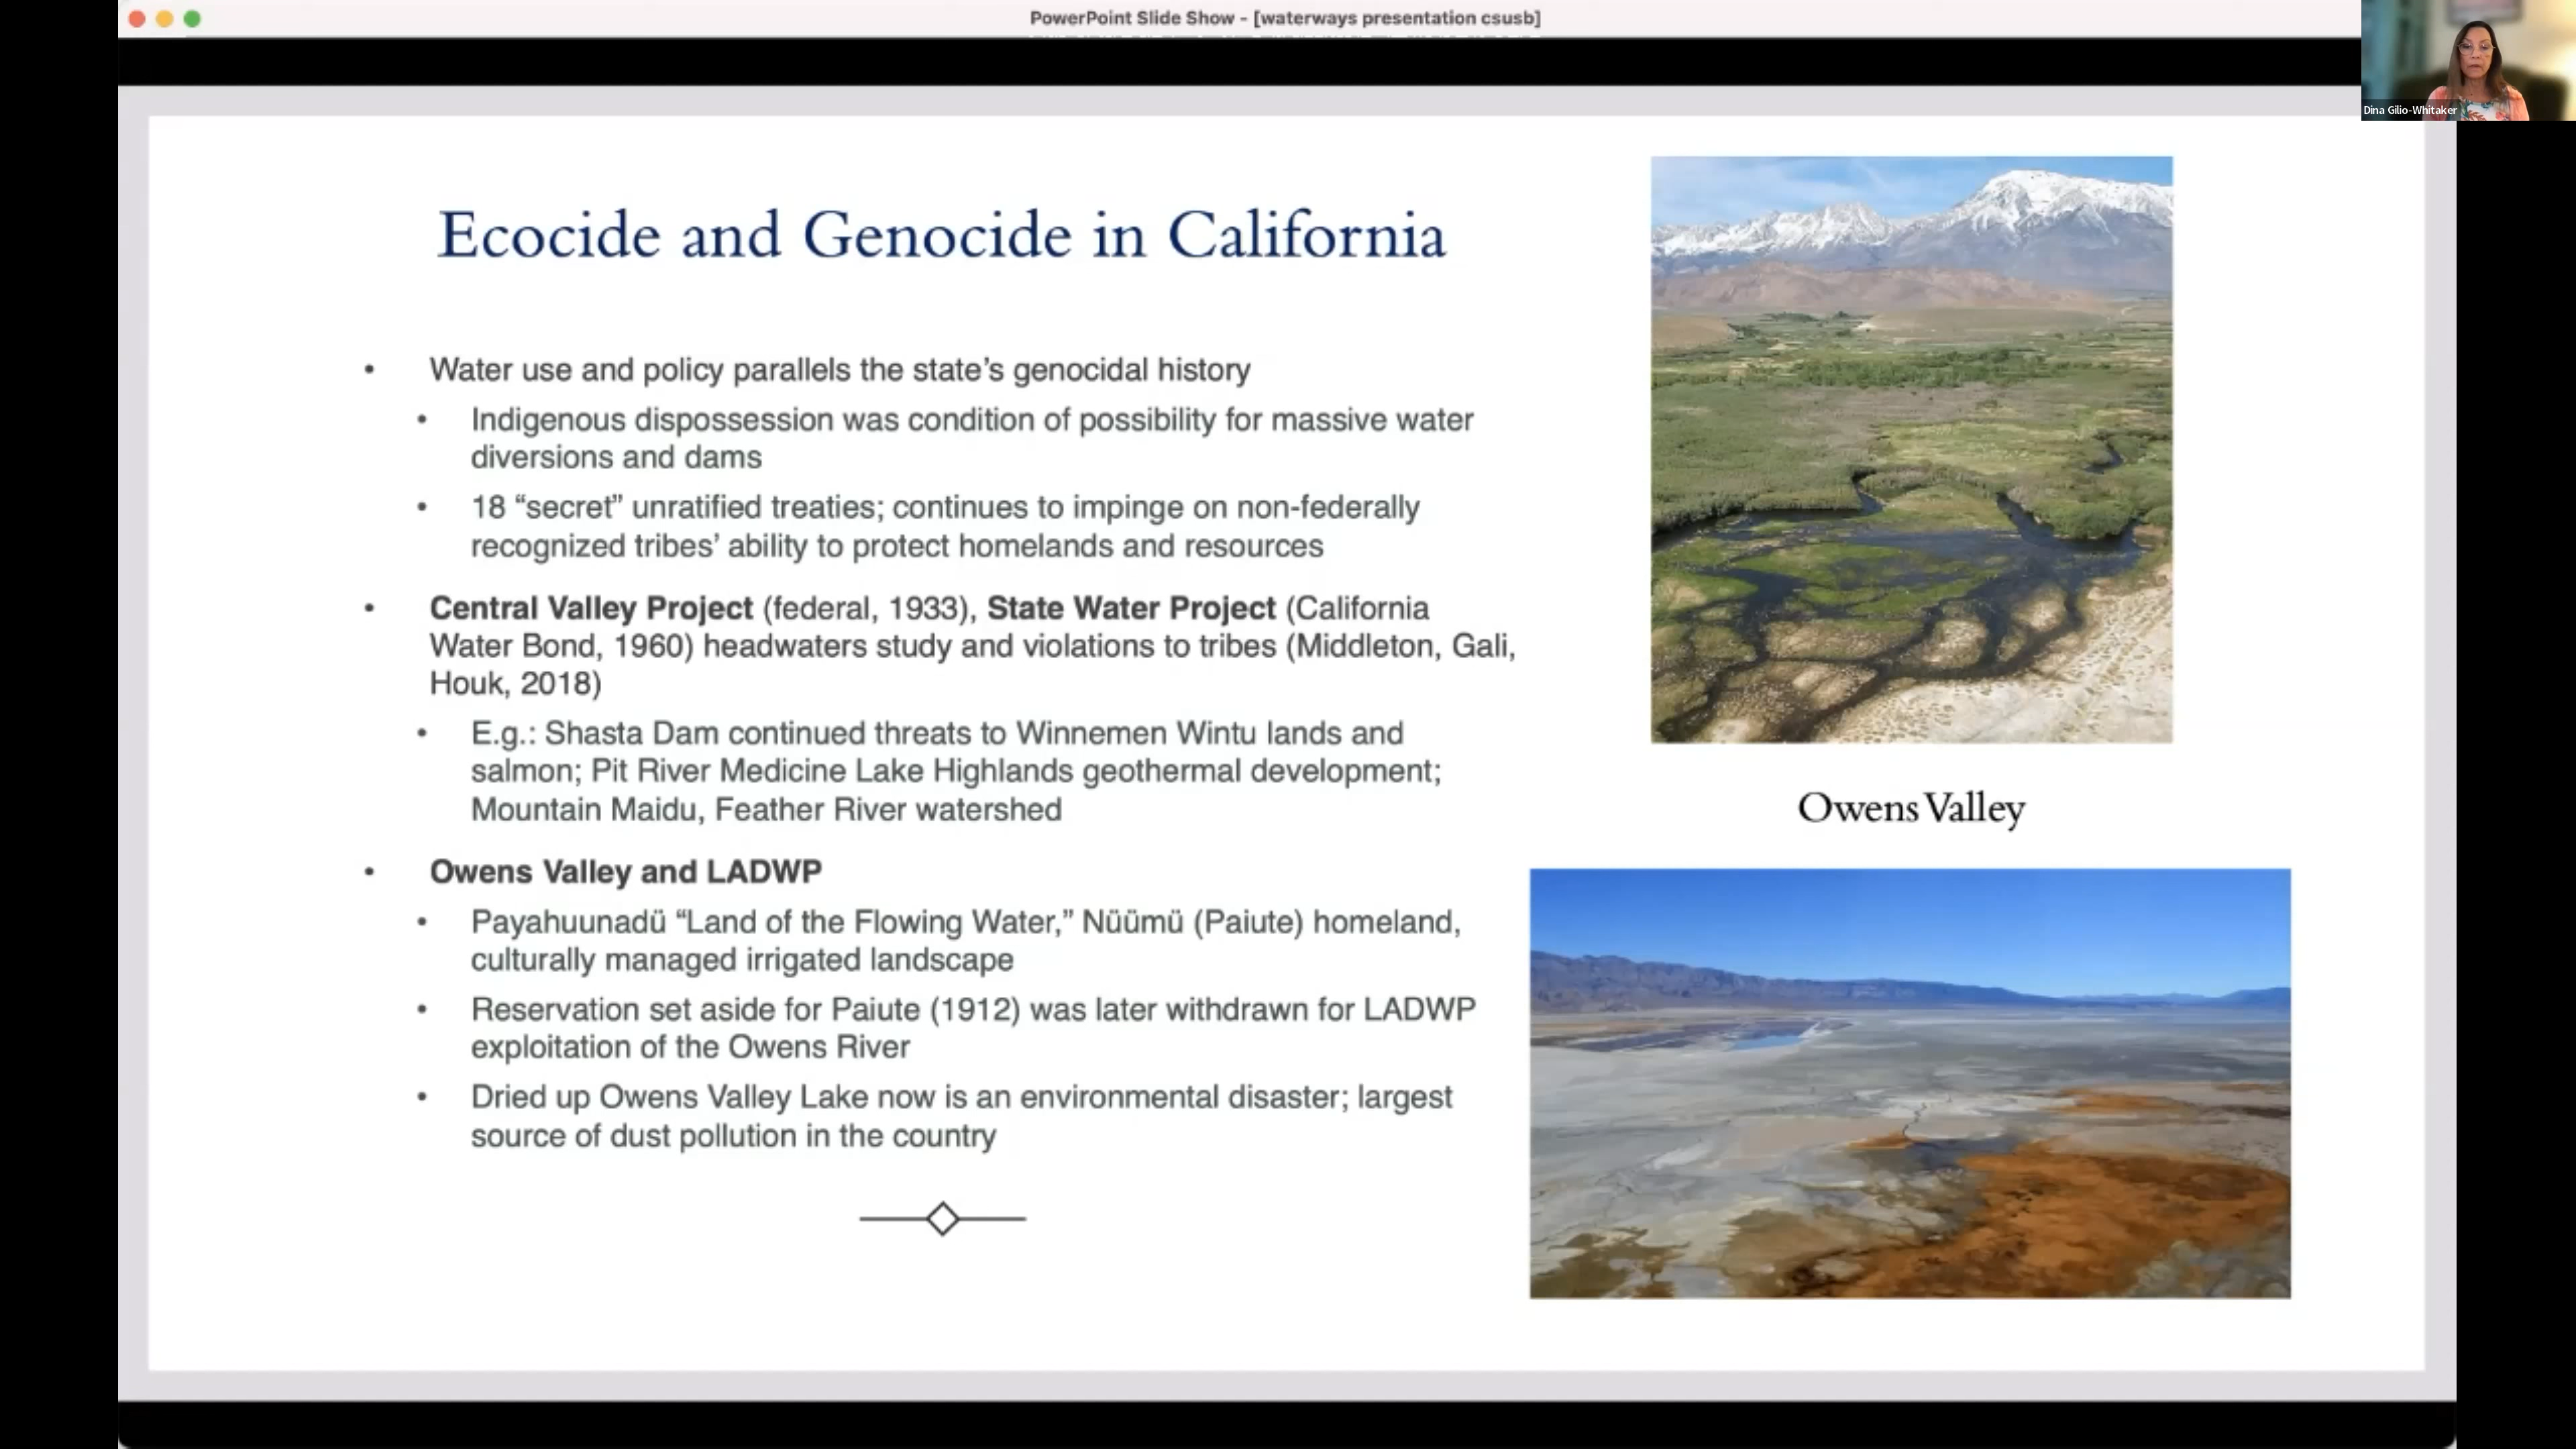 PowerPoint Slide Show - [waterways presentation csusb]
Dina Gilio-Whitaker
Ecocide and Genocide in California
• Water use and policy parallels the state’s genocidal history
• Indigenous dispossession was condition of possibility for massive water
diversions and dams
• 18 “secret” unratified treaties; continues to impinge on non-federally
recognized tribes’ ability to protect homelands and resources
• Central Valley Project (federal, 1933), State Water Project (California
Water Bond, 1960) headwaters study and violations to tribes (Middleton, Gali,
Houk, 2018)
• E.g.: Shasta Dam continued threats to Winnemen Wintu lands and
salmon; Pit River Medicine Lake Highlands geothermal development;
Mountain Maidu, Feather River watershed
• Owens Valley and LADWP
• Payahuunadü “Land of the Flowing Water,” Nüümü (Paiute) homeland,
culturally managed irrigated landscape
• Reservation set aside for Paiute (1912) was later withdrawn for LADWP
exploitation of the Owens River
• Dried up Owens Valley Lake now is an environmental disaster; largest
source of dust pollution in the country
Owens Valley